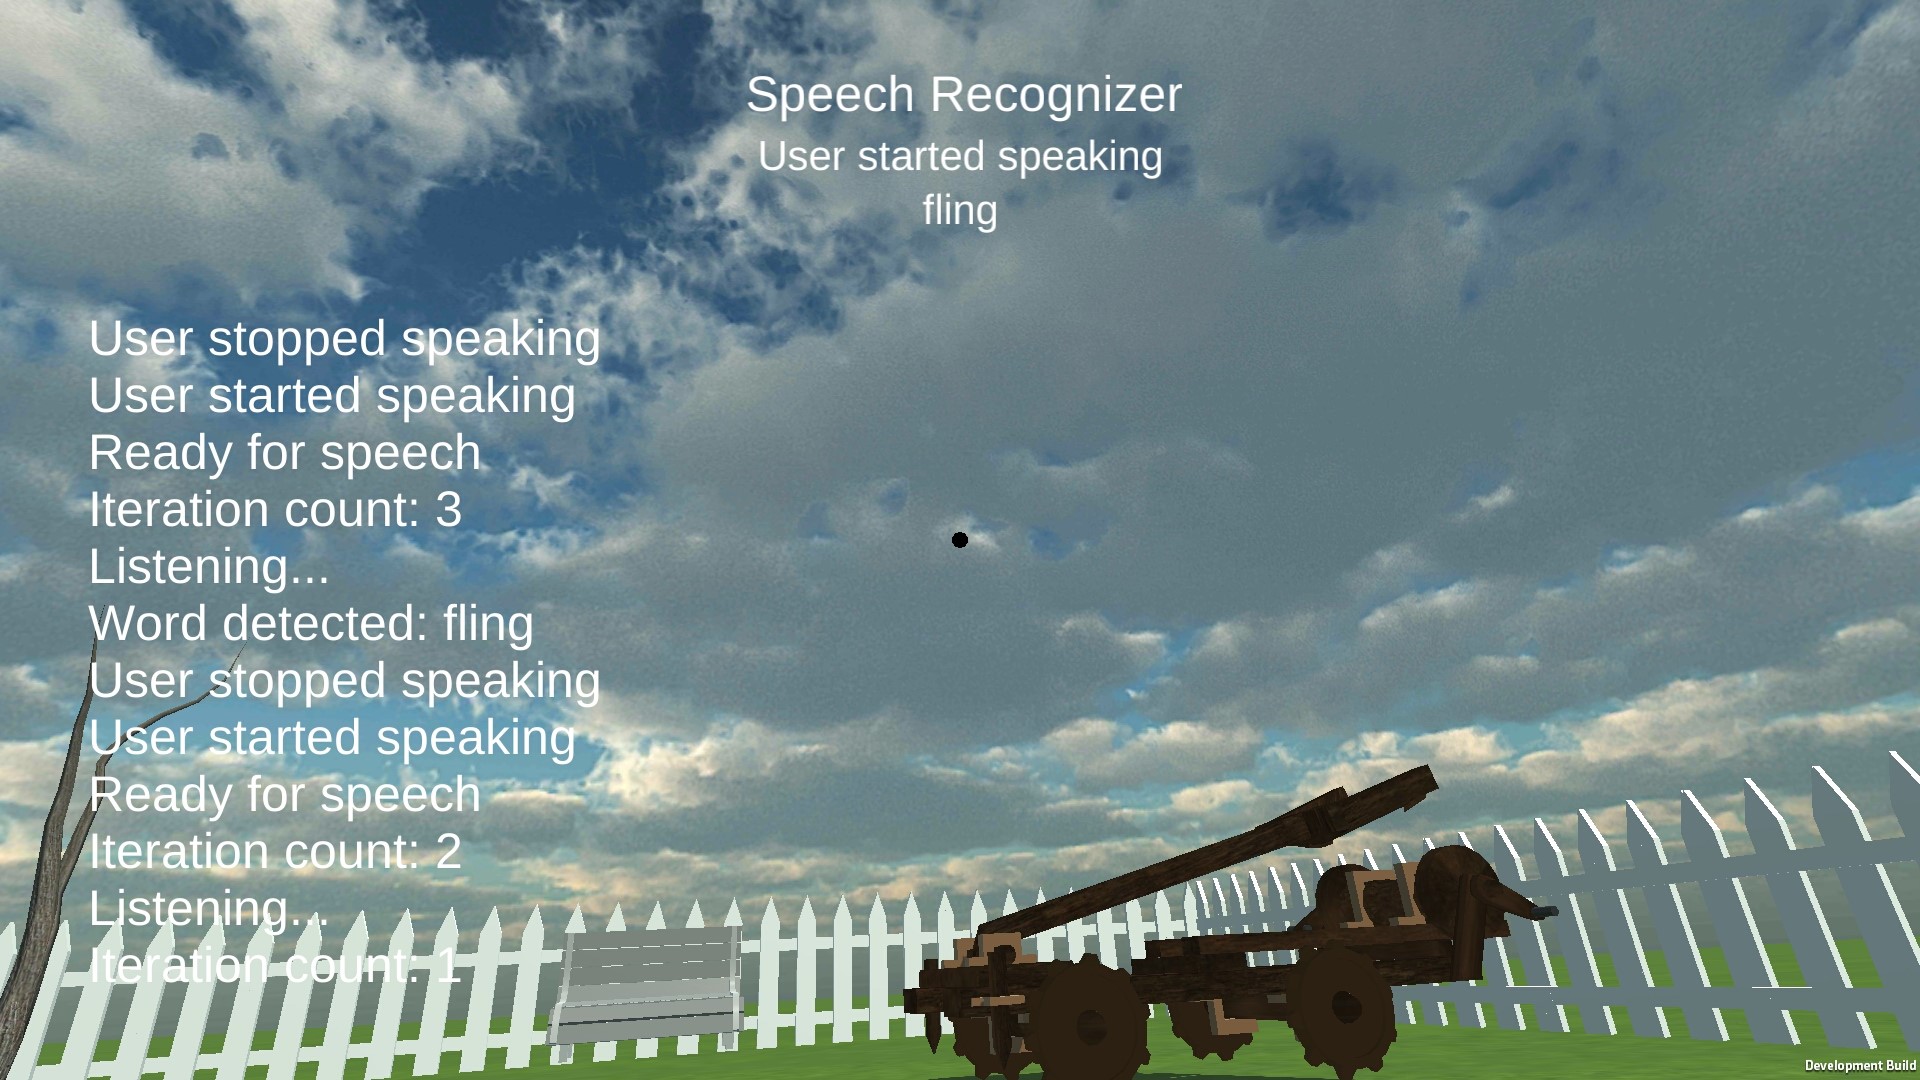 Speech Recognizer
User started speaking
fling
User stopped speaking
User started speaking
Ready for speech
Iteration count: 3
Listening...
Word detected: fling
User stopped speaking
User started speaking
Ready for speech
Iteration count: 2
Listening...
Iteration count: 1
Development Build